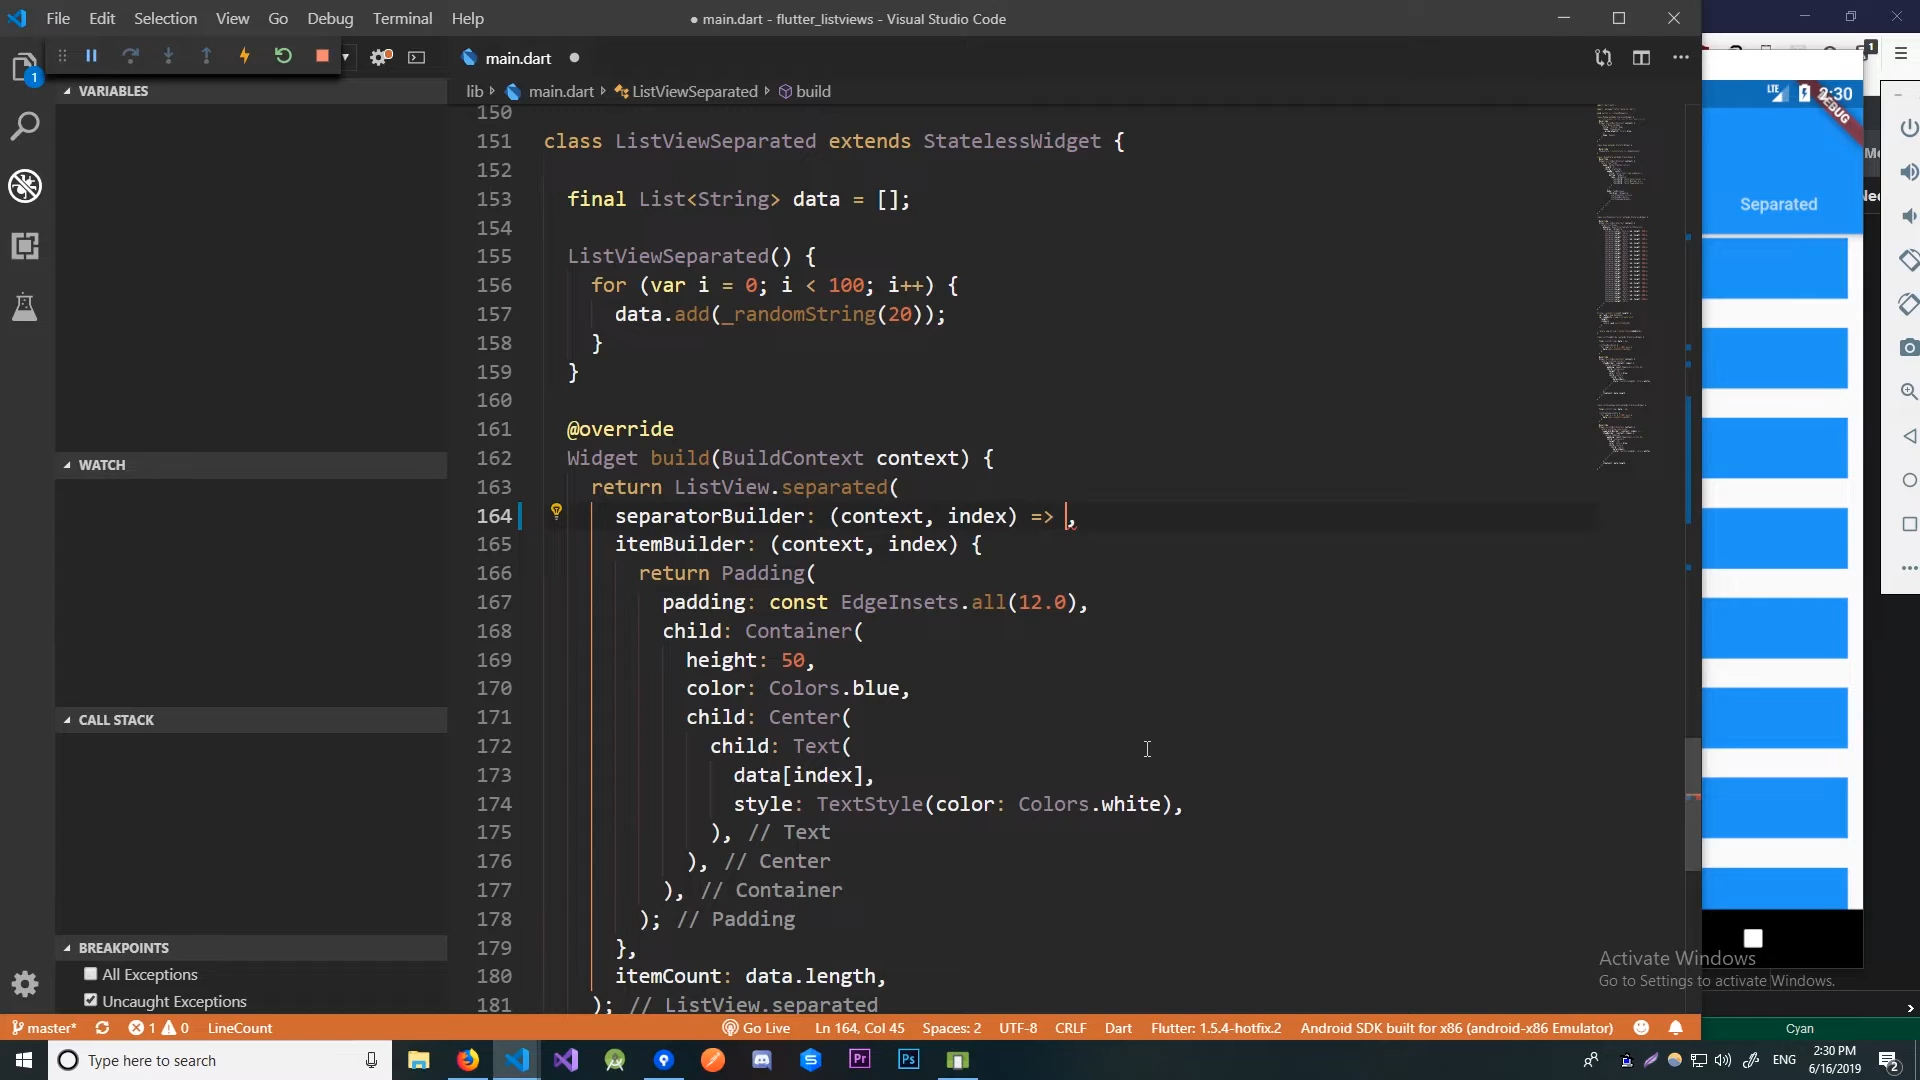 File Edit Selection View Go Debug Terminal Help
● main.dart - flutter_listviews - Visual Studio Code
main.dart
1
VARIABLES
lib main.dart ListViewSeparated build
150
151 class ListViewSeparated extends StatelessWidget {
152
153 final List<String> data = [];
154
155 ListViewSeparated() {
156 for (var i = 0; i < 100; i++) {
157 data.add(_randomString(20));
158 }
159 }
160
161 @override
162 Widget build(BuildContext context) {
163 return ListView.separated(
164 separatorBuilder: (context, index) => ,
165 itemBuilder: (context, index) {
166 return Padding(
167 padding: const EdgeInsets.all(12.0),
168 child: Container(
169 height: 50,
170 color: Colors.blue,
171 child: Center(
172 child: Text(
173 data[index],
174 style: TextStyle(color: Colors.white),
175 ), // Text
176 ), // Center
177 ), // Container
178 ); // Padding
179 },
180 itemCount: data.length,
181 ); // ListView.separated
WATCH
CALL STACK
BREAKPOINTS
All Exceptions
Uncaught Exceptions
1
LTE 2:30
DEBUG
Separated
Activate Windows
Go to Settings to activate Windows.
Cyan
master* 1 0 LineCount Go Live Ln 164, Col 45 Spaces: 2 UTF-8 CRLF Dart Flutter: 1.5.4-hotfix.2 Android SDK built for x86 (android-x86 Emulator)
Type here to search
Pr Ps
ENG
2:30 PM
6/16/2019
2